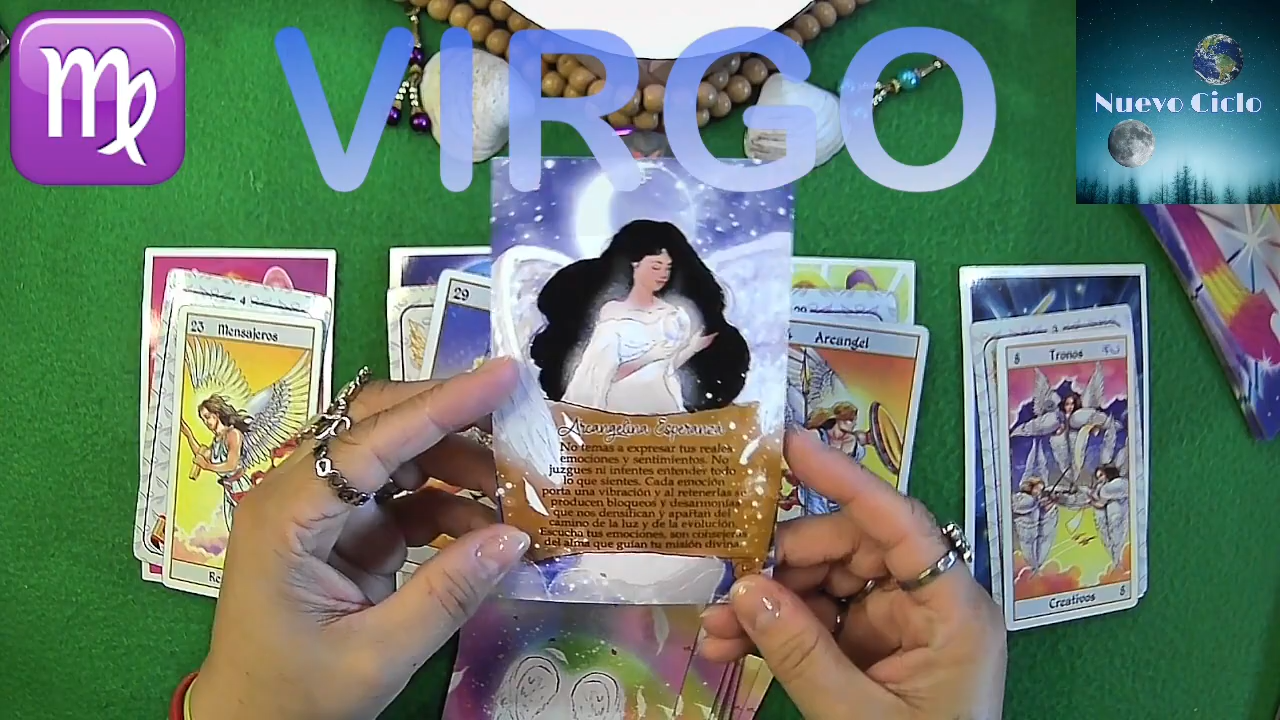 VIRGO
Nuevo Ciclo
29
4
23 Mensajeros
Arcangel
3
8 Tronos
Creativos 8
Arcangelina Esperanza
No temas a expresar tus reales
emociones y sentimientos. No
juzgues ni intentes entender todo
lo que sientes. Cada emoción
porta una vibración y al retenerlas se
producen bloqueos y desarmonías
que nos densifican y apartan del
camino de la luz y de la evolución.
Escucha tus emociones, son consejeras
del alma que guían tu misión divina.